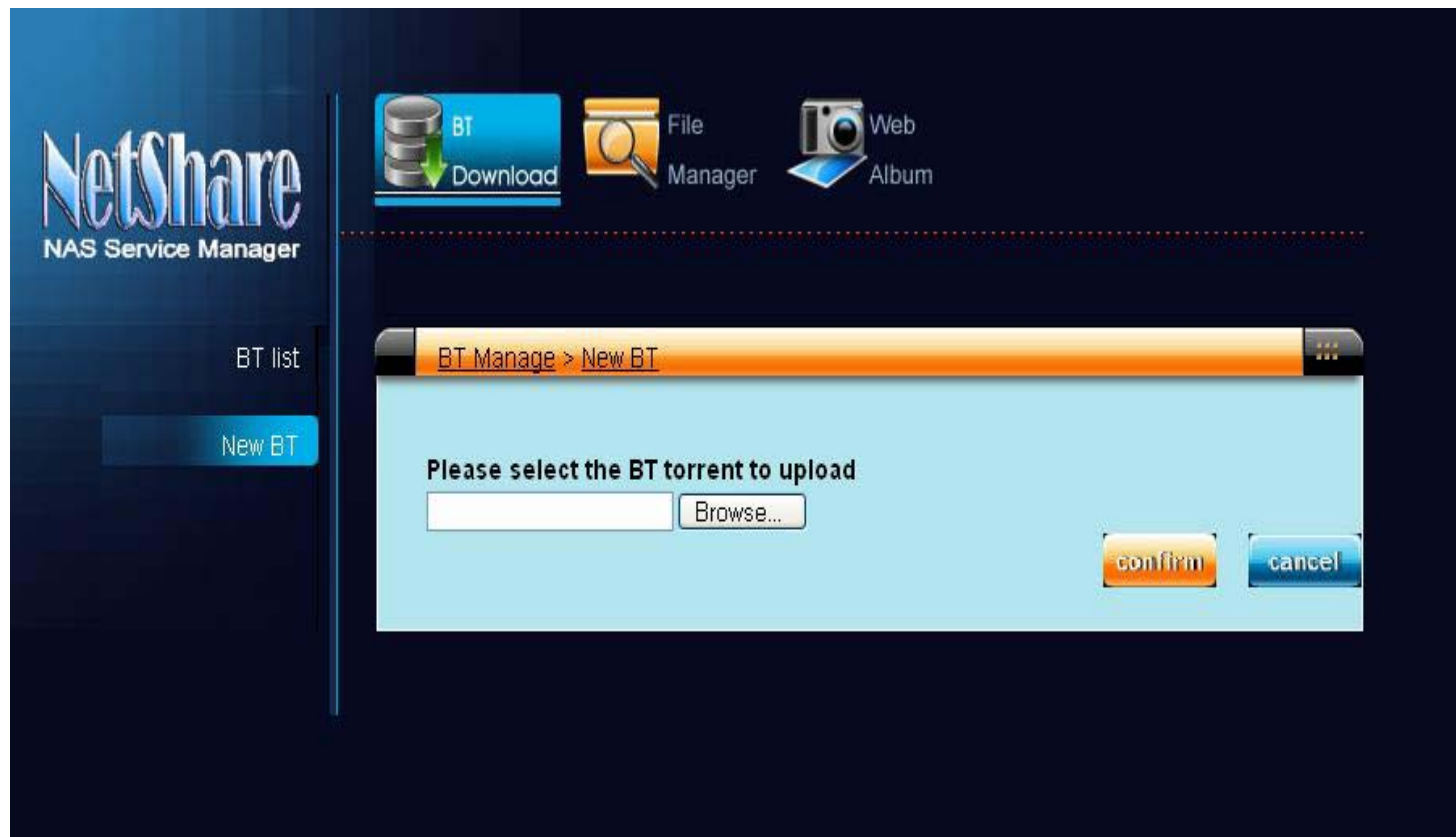 NetShare
NAS Service Manager
BT
Download
File
Manager
Web
Album
BT list
New BT
BT Manage > New BT
Please select the BT torrent to upload
Browse...
confirm
cancel